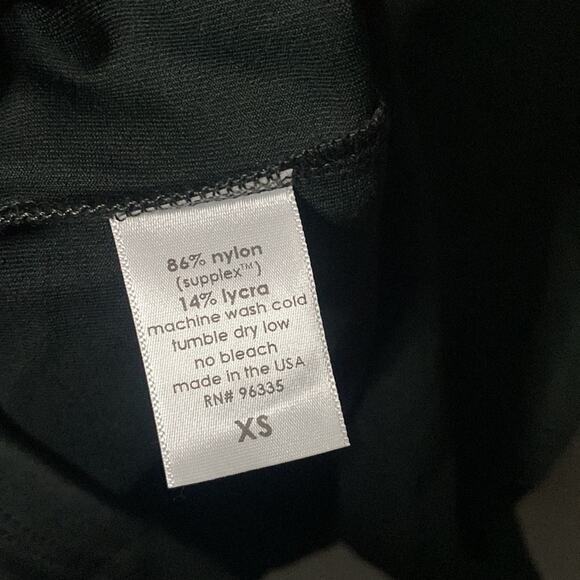 86% nylon
(supplex™)
14% lycra
machine wash cold
tumble dry low
no bleach
made in the USA
RN# 96335
XS